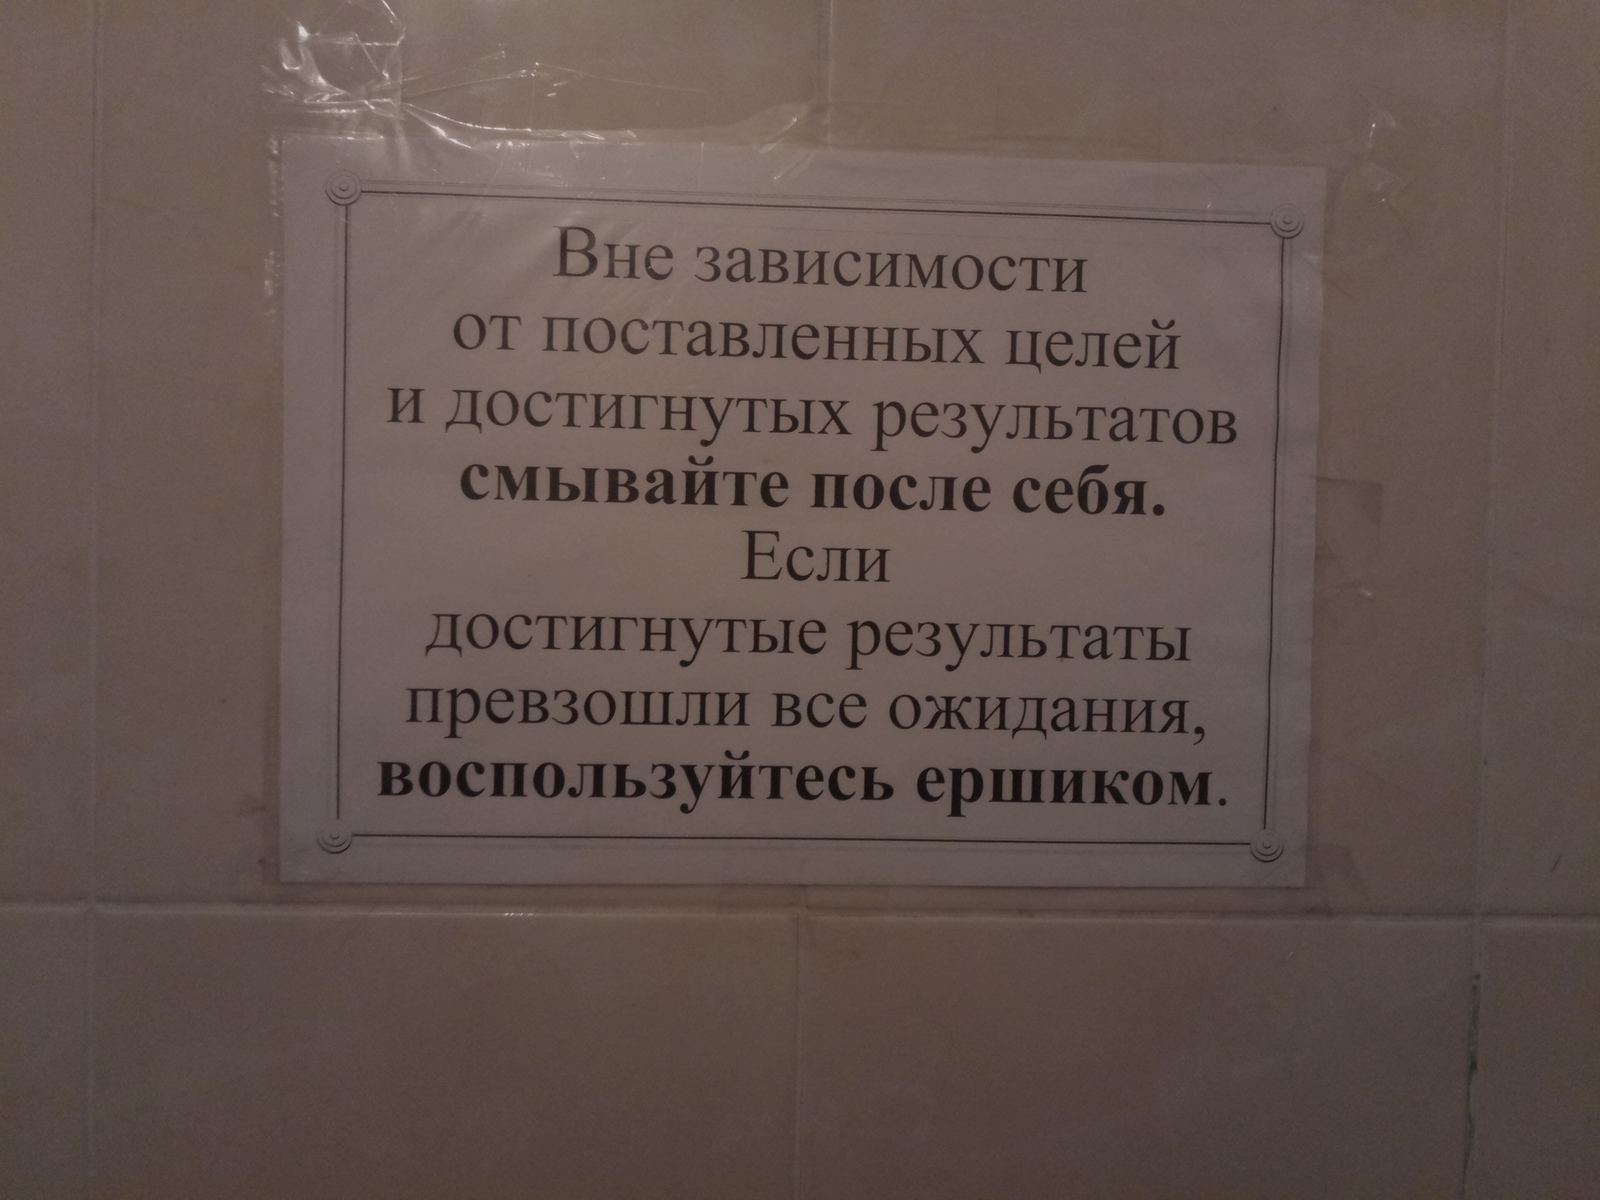 Вне зависимости
от поставленных целей
и достигнутых результатов
смывайте после себя.
Если
достигнутые результаты
превзошли все ожидания,
воспользуйтесь ершиком.